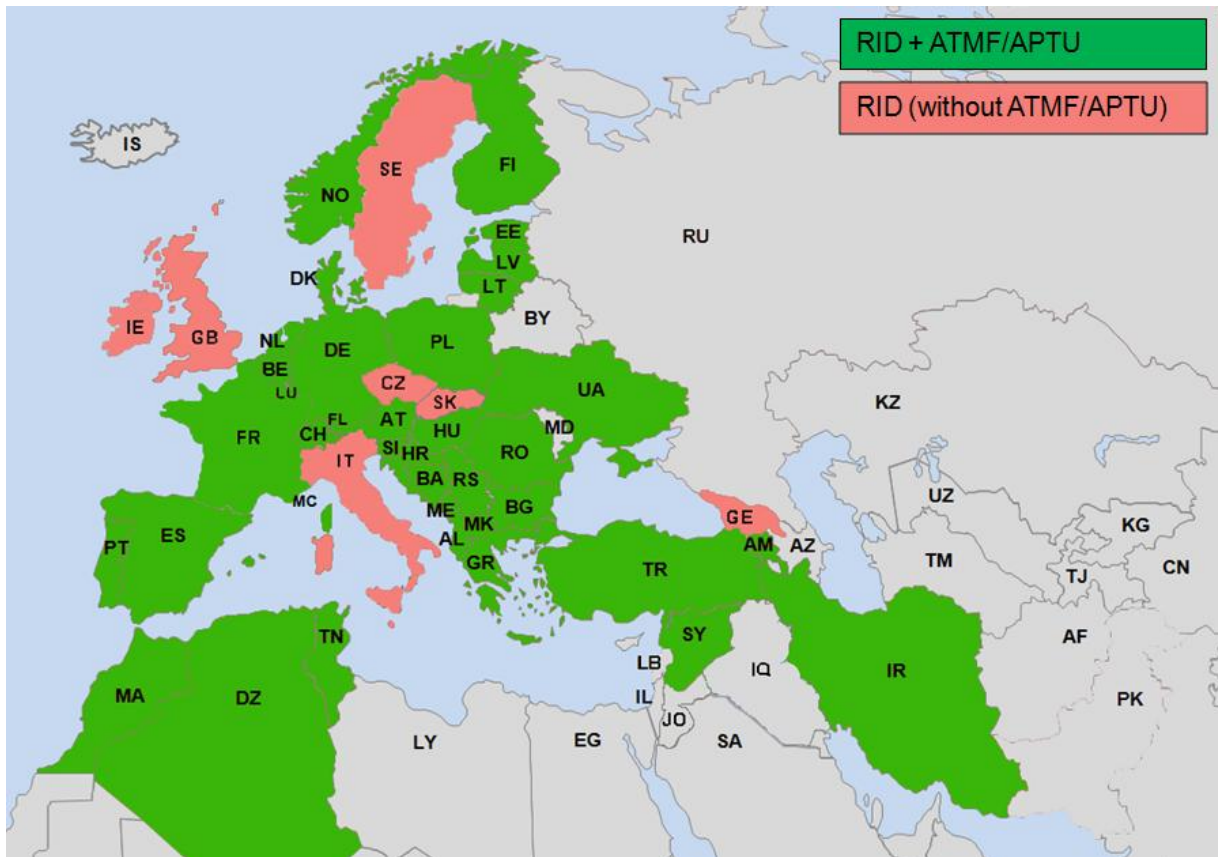 RID + ATMF/APTU
RID (without ATMF/APTU)
IS
SE
FI
NO
RU
EE
LV
DK
LT
BY
IE
GB
NL
DE
PL
BE
LU
CZ
UA
SK
KZ
FR
CH
FL
AT
HU
MD
SI
HR
RO
IT
BA
RS
UZ
MC
ME
BG
GE
KG
PT
ES
AL
MK
AM
AZ
TM
TJ
CN
GR
TR
TN
SY
AF
LB
IQ
IR
MA
DZ
IL
PK
JO
LY
EG
SA